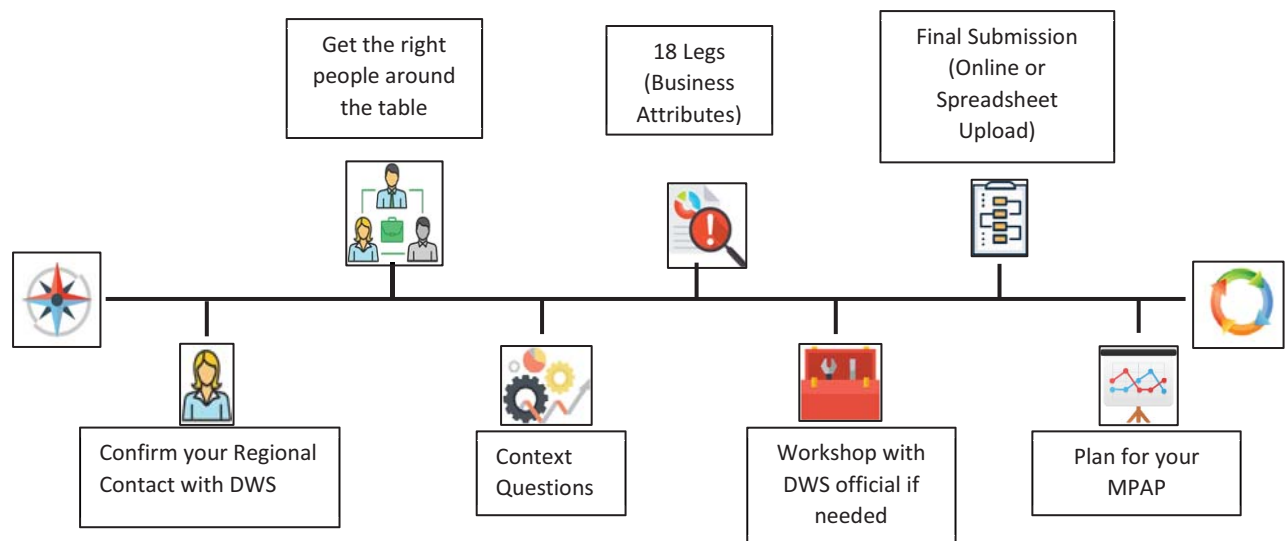 Get the right
people around
the table
18 Legs
(Business
Attributes)
Final Submission
(Online or
Spreadsheet
Upload)
Confirm your Regional
Contact with DWS
Context
Questions
Workshop with
DWS official if
needed
Plan for your
MPAP